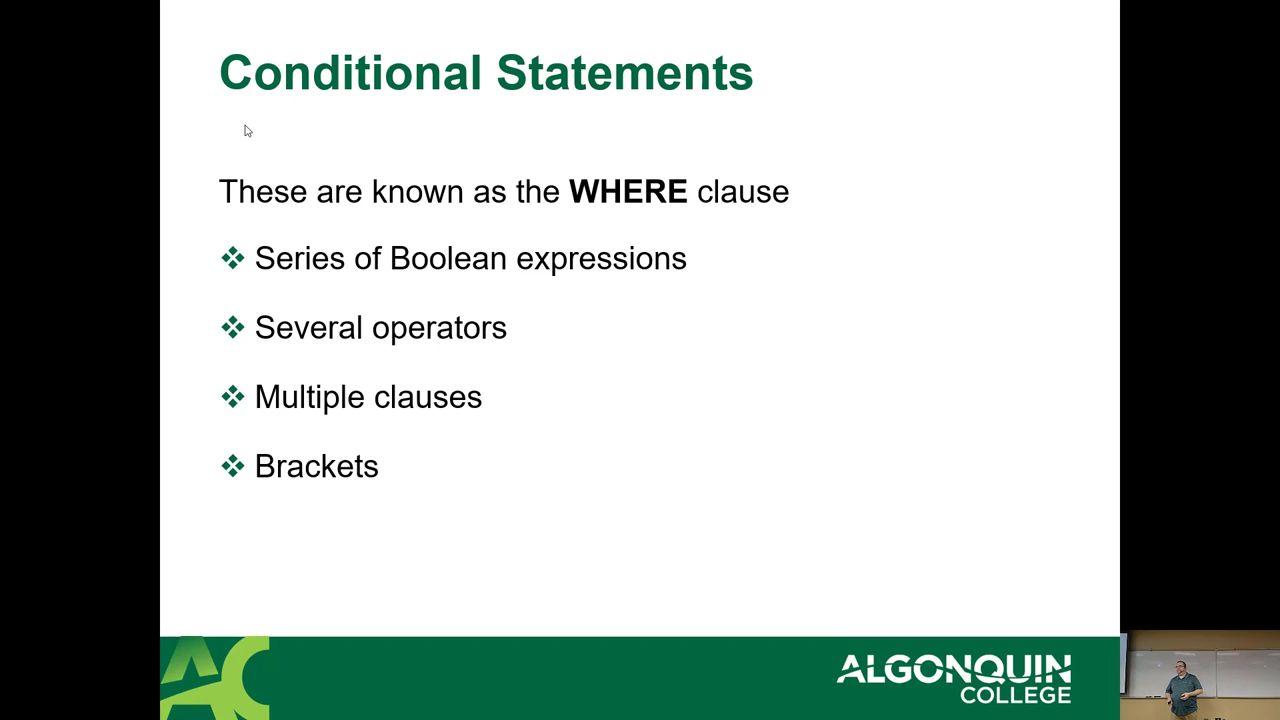 Conditional Statements
These are known as the WHERE clause
Series of Boolean expressions
Several operators
Multiple clauses
Brackets
AC
ALGONQUIN
COLLEGE